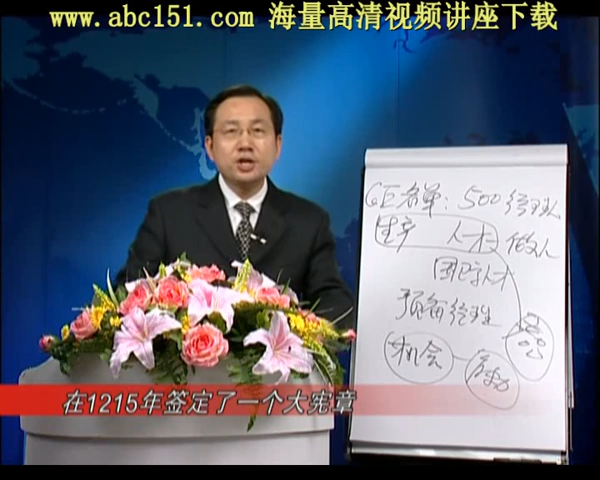 www.abc151.com 海量高清视频讲座下载
GE名单：500经理
生产 人才 做人
团队人才
预备经理
机会
在1215年签定了一个大宪章